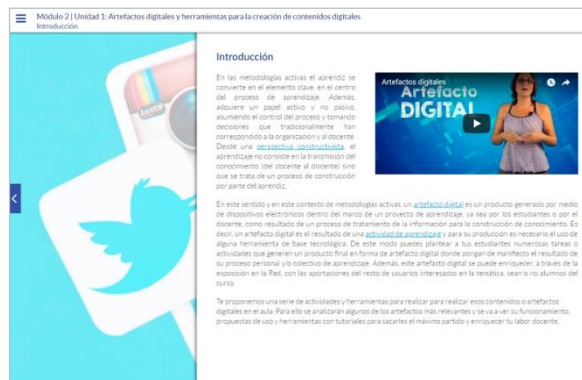 Módulo 2 | Unidad 1: Artefactos digitales y herramientas para la creación de contenidos digitales
Introducción
Insta
Introducción
En las metodologías activas el aprendiz se
convierte en el elemento clave, en el centro
del proceso de aprendizaje. Además,
adquiere un papel activo y no pasivo,
asumiendo el control del proceso y tomando
decisiones que tradicionalmente han
correspondido a la organización y al docente.
Desde una perspectiva constructivista, el
aprendizaje no consiste en la transmisión del
conocimiento (del docente al discente) sino
que se trata de un proceso de construcción
por parte del aprendiz.
Artefactos digitales
Artefacto
DIGITAL
En este sentido y en este contexto de metodologías activas, un artefacto digital es un producto generado por medio
de dispositivos electrónicos dentro del marco de un proyecto de aprendizaje, ya sea por los estudiantes o por el
docente, como resultado de un proceso de tratamiento de la información para la construcción de conocimiento. Es
decir, un artefacto digital es el resultado de una actividad de aprendizaje y para su producción es necesario el uso de
alguna herramienta de base tecnológica. De este modo puedes plantear a tus estudiantes numerosas tareas o
actividades que generen un producto final en forma de artefacto digital donde pongan de manifiesto el resultado de
su proceso personal y/o colectivo de aprendizaje. Además, este artefacto digital se puede enriquecer, a través de la
exposición en la Red, con las aportaciones del resto de usuarios interesados en la temática, sean o no alumnos del
curso.
Te proponemos una serie de actividades y herramientas para realizar para realizar esos contenidos o artefactos
digitales en el aula. Para ello se analizarán algunos de los artefactos más relevantes y se va a ver su funcionamiento,
propuestas de uso y herramientas con tutoriales para sacarles el máximo partido y enriquecer tu labor docente.